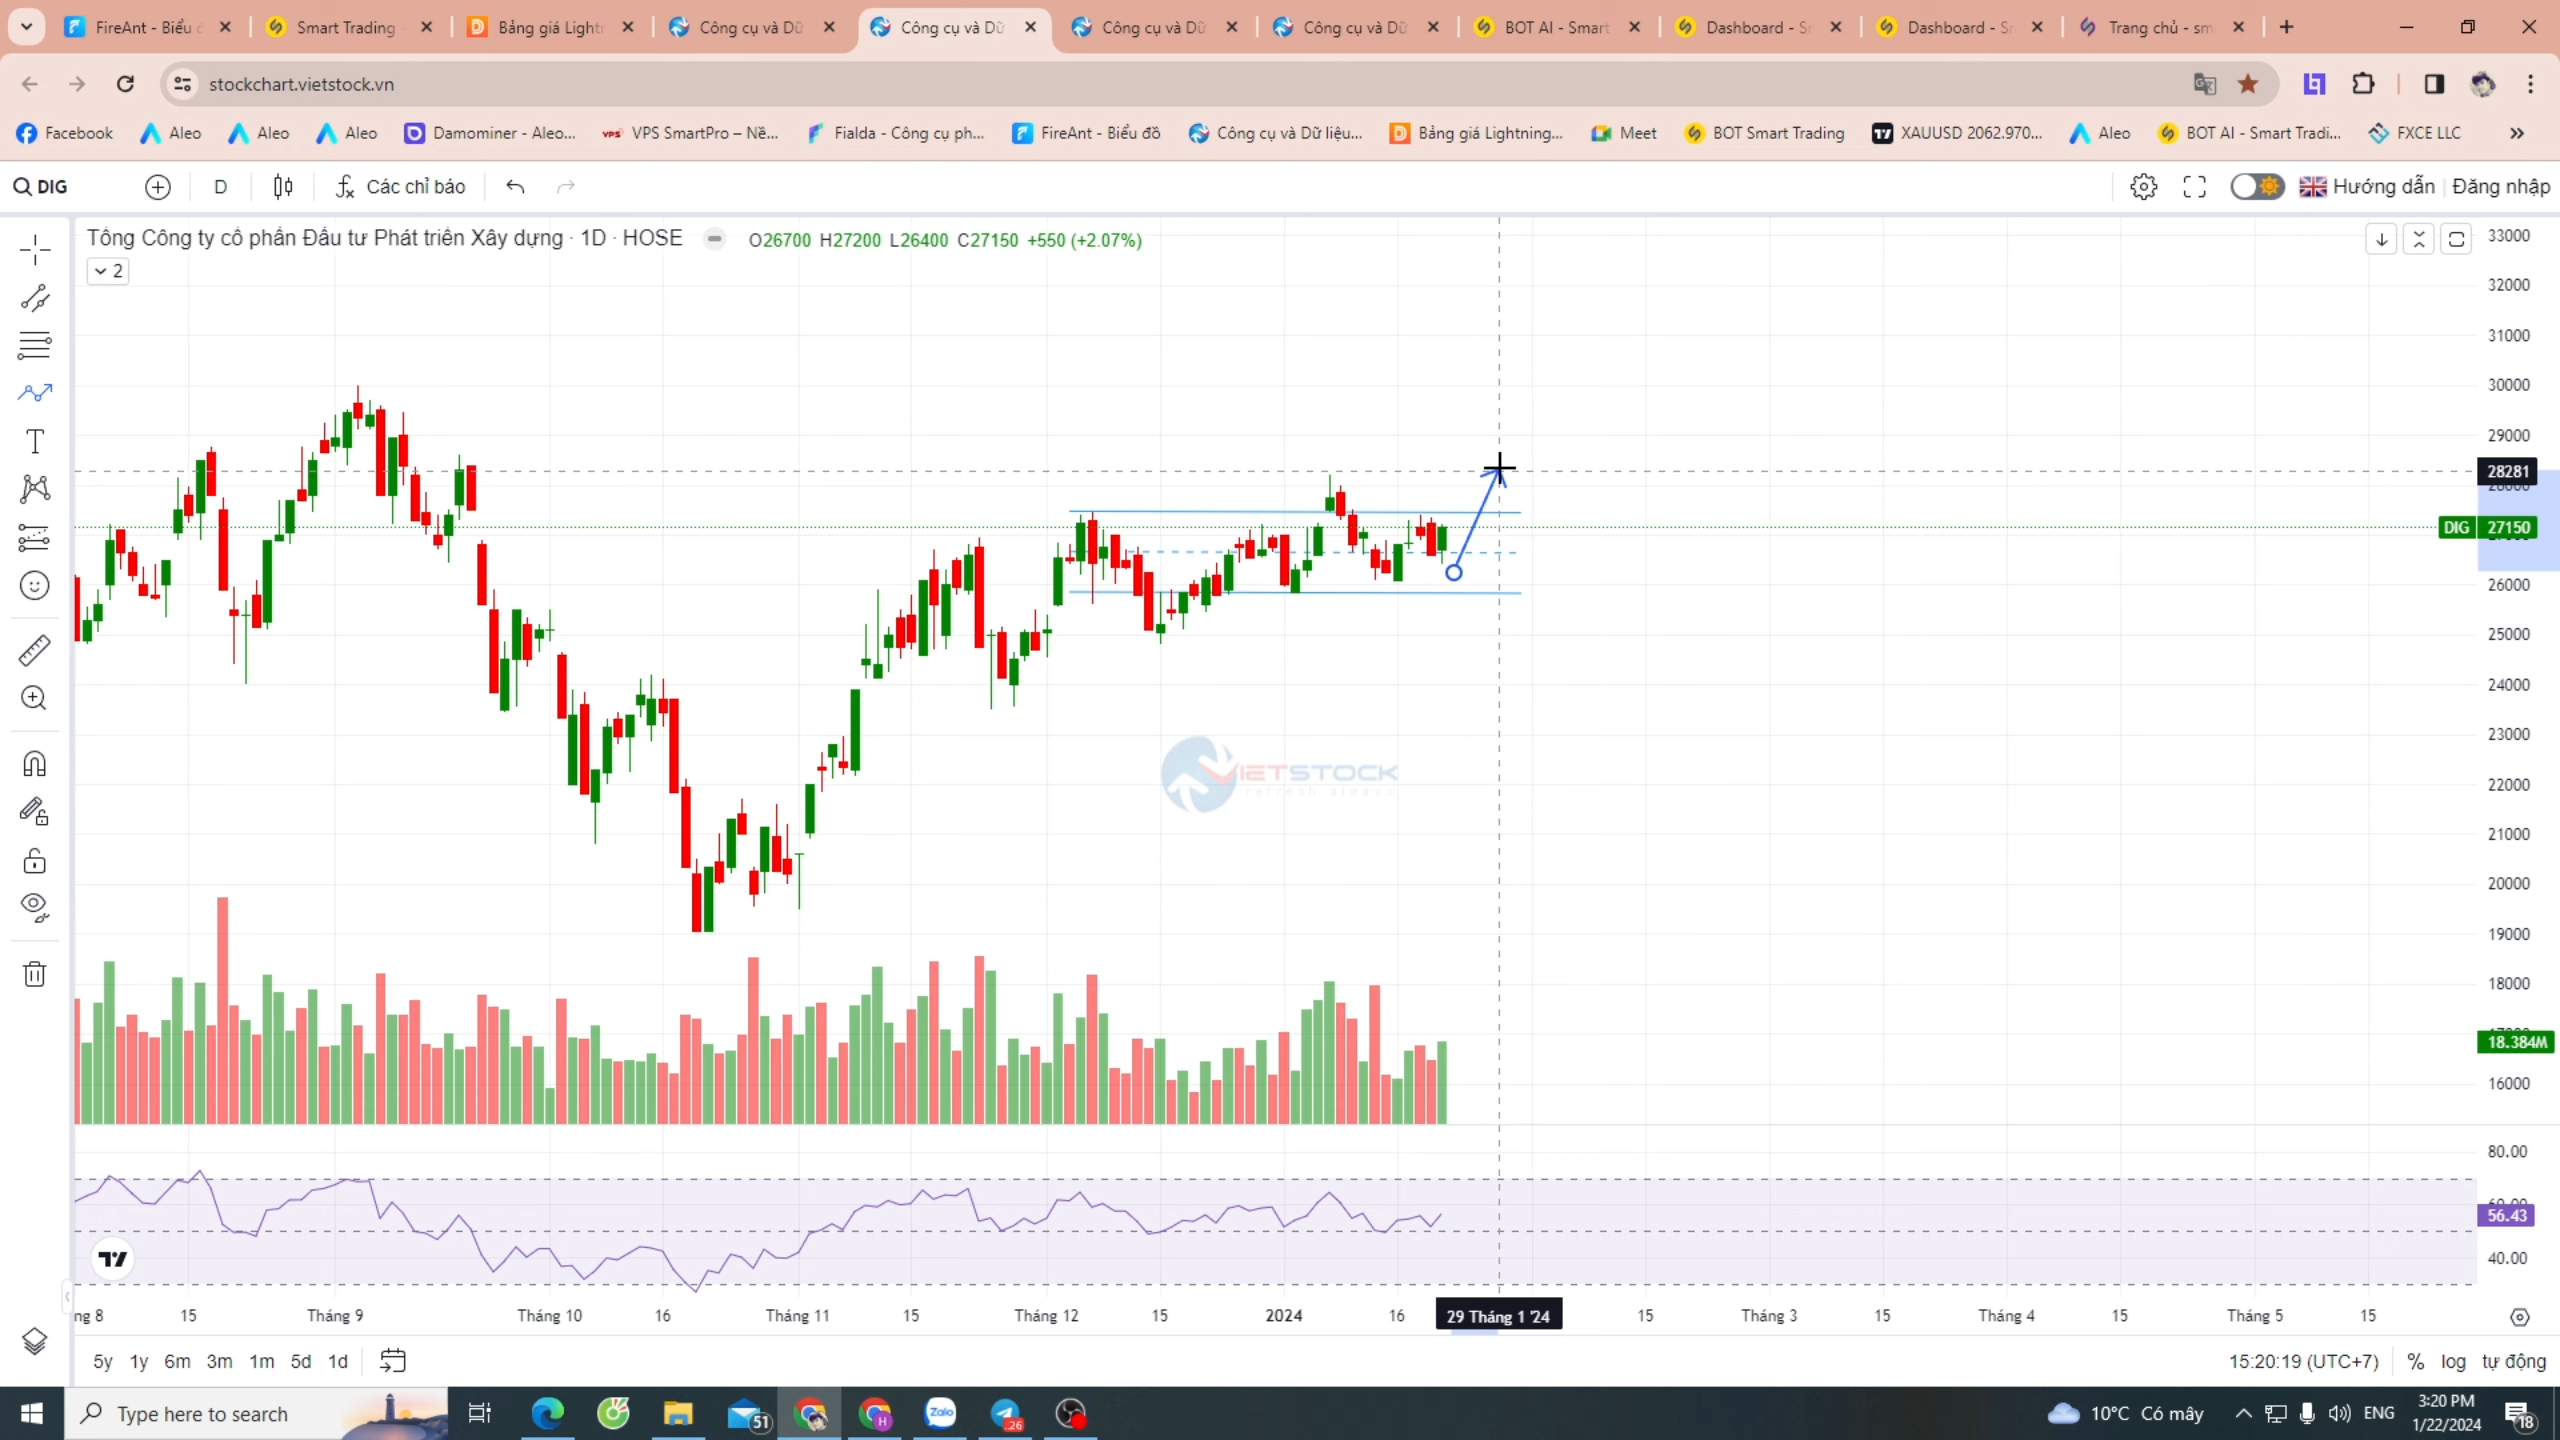 FireAnt - Biểu đ
Smart Trading -
Bảng giá Lightn
Công cụ và Dữ
Công cụ và Dữ
Công cụ và Dữ
Công cụ và Dữ
BOT AI - Smart
Dashboard - Sm
Dashboard - Sm
Trang chủ - sma
stockchart.vietstock.vn
Facebook
Aleo
Aleo
Aleo
Damominer - Aleo...
VPS SmartPro – Nề...
Fialda - Công cụ ph...
FireAnt - Biểu đồ
Công cụ và Dữ liệu...
Bảng giá Lightning...
Meet
BOT Smart Trading
XAUUSD 2062.970...
Aleo
BOT AI - Smart Tradi...
FXCE LLC
DIG
D
Các chỉ báo
Hướng dẫn
Đăng nhập
Tổng Công ty cổ phần Đầu tư Phát triển Xây dựng · 1D · HOSE
O26700 H27200 L26400 C27150 +550 (+2.07%)
2
33000
32000
31000
30000
29000
28281
DIG 27150
26000
25000
24000
23000
22000
21000
20000
19000
18000
18.384M
16000
VIETSTOCK
refresh always
80.00
56.43
40.00
ng 8
15
Tháng 9
Tháng 10
16
Tháng 11
15
Tháng 12
15
2024
16
29 Tháng 1 '24
15
Tháng 3
15
Tháng 4
15
Tháng 5
15
5y 1y 6m 3m 1m 5d 1d
15:20:19 (UTC+7)
%
log
tự động
Type here to search
51
Zalo
26
10°C Có mây
ENG
3:20 PM
1/22/2024
18